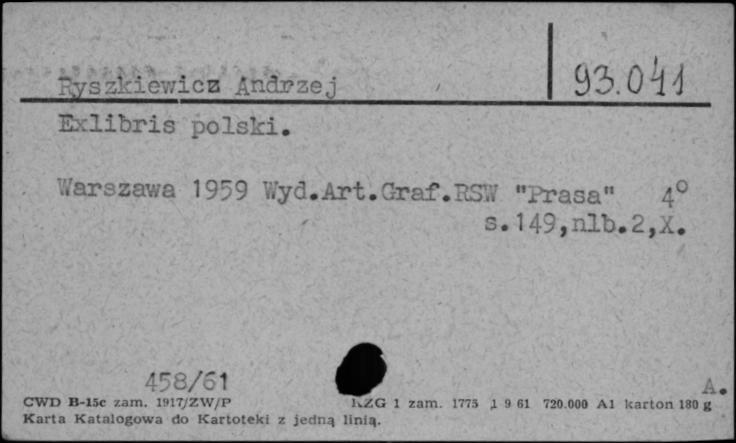 Ryszkiewicz Andrzej 93.041
Exlibris polski.
Warszawa 1959 Wyd.Art.Graf.RSW "Prasa" 4°
s.149,nlb.2,X.
458/61 A.
CWD B-15c zam. 1917/ZW/P RZG 1 zam. 1775 1 9 61 720.000 A1 karton 180 g
Karta Katalogowa do Kartoteki z jedną linią.